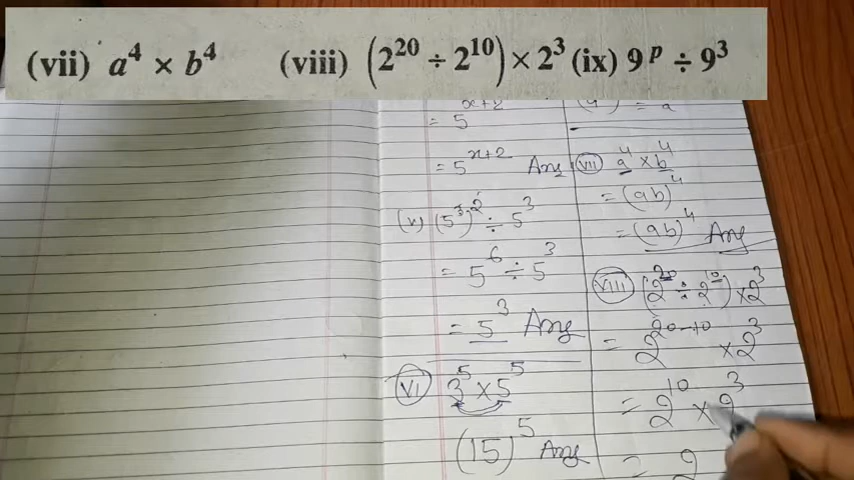 (vii) a⁴ × b⁴ (viii) (2²⁰ ÷ 2¹⁰) × 2³ (ix) 9ᵖ ÷ 9³
= 5ˣ⁺²
= 5ˣ⁺² Ans
(v) (5³)² ÷ 5³
= 5⁶ ÷ 5³
= 5³ Ans
(VI) 3⁵ × 5⁵
(15)⁵ Ans
= a
(VII) a⁴ × b⁴
= (ab)⁴
= (ab)⁴ Ans
(VIII) (2²⁰ ÷ 2¹⁰) × 2³
= 2²⁰⁻¹⁰ × 2³
= 2¹⁰ × 2³
= 2